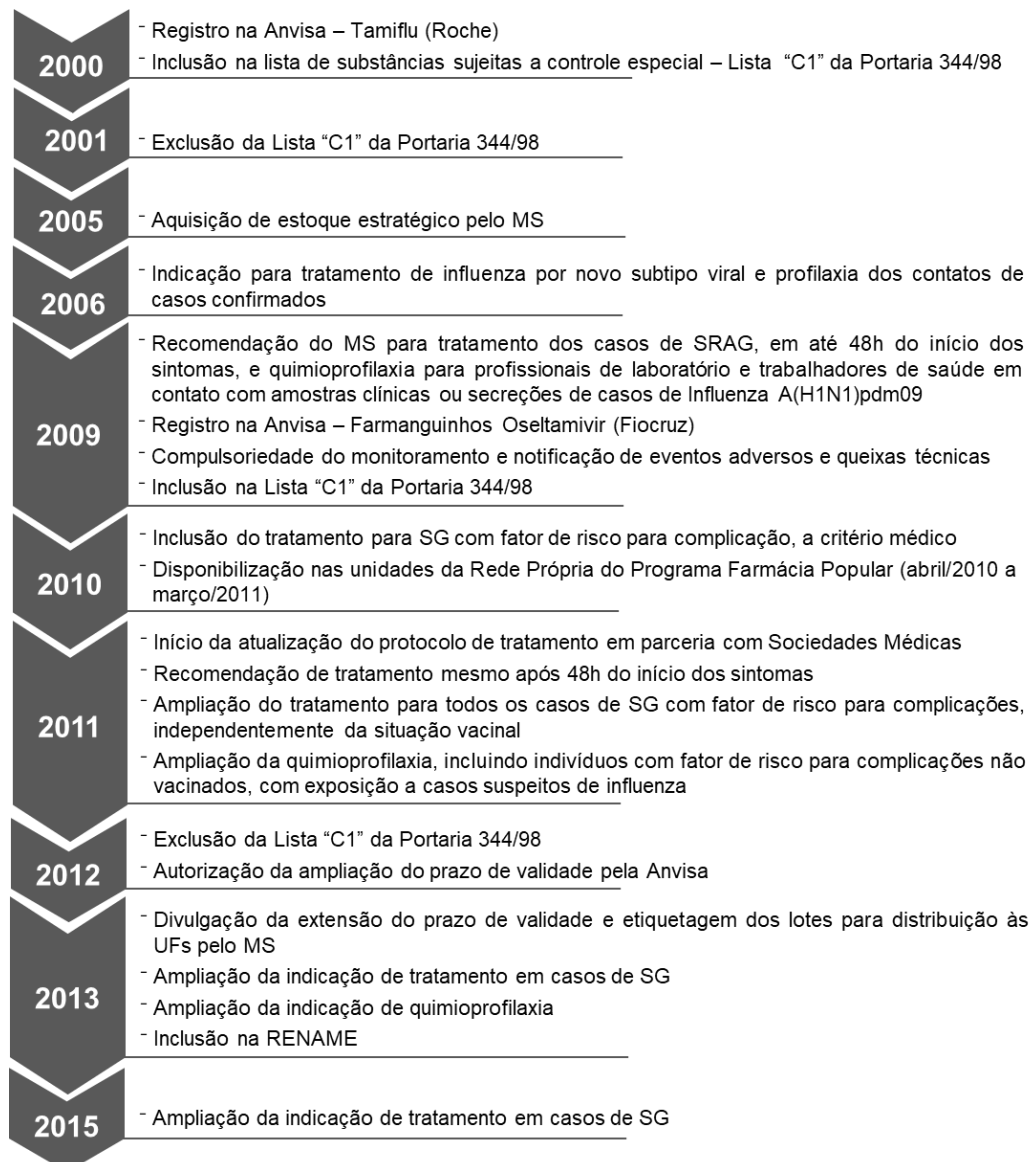 2000
- Registro na Anvisa – Tamiflu (Roche)
- Inclusão na lista de substâncias sujeitas a controle especial – Lista “C1” da Portaria 344/98
2001
- Exclusão da Lista “C1” da Portaria 344/98
2005
- Aquisição de estoque estratégico pelo MS
2006
- Indicação para tratamento de influenza por novo subtipo viral e profilaxia dos contatos de
casos confirmados
2009
- Recomendação do MS para tratamento dos casos de SRAG, em até 48h do início dos
sintomas, e quimioprofilaxia para profissionais de laboratório e trabalhadores de saúde em
contato com amostras clínicas ou secreções de casos de Influenza A(H1N1)pdm09
- Registro na Anvisa – Farmanguinhos Oseltamivir (Fiocruz)
- Compulsoriedade do monitoramento e notificação de eventos adversos e queixas técnicas
- Inclusão na Lista “C1” da Portaria 344/98
2010
- Inclusão do tratamento para SG com fator de risco para complicação, a critério médico
- Disponibilização nas unidades da Rede Própria do Programa Farmácia Popular (abril/2010 a
março/2011)
2011
- Início da atualização do protocolo de tratamento em parceria com Sociedades Médicas
- Recomendação de tratamento mesmo após 48h do início dos sintomas
- Ampliação do tratamento para todos os casos de SG com fator de risco para complicações,
independentemente da situação vacinal
- Ampliação da quimioprofilaxia, incluindo indivíduos com fator de risco para complicações não
vacinados, com exposição a casos suspeitos de influenza
2012
- Exclusão da Lista “C1” da Portaria 344/98
- Autorização da ampliação do prazo de validade pela Anvisa
2013
- Divulgação da extensão do prazo de validade e etiquetagem dos lotes para distribuição às
UFs pelo MS
- Ampliação da indicação de tratamento em casos de SG
- Ampliação da indicação de quimioprofilaxia
- Inclusão na RENAME
2015
- Ampliação da indicação de tratamento em casos de SG